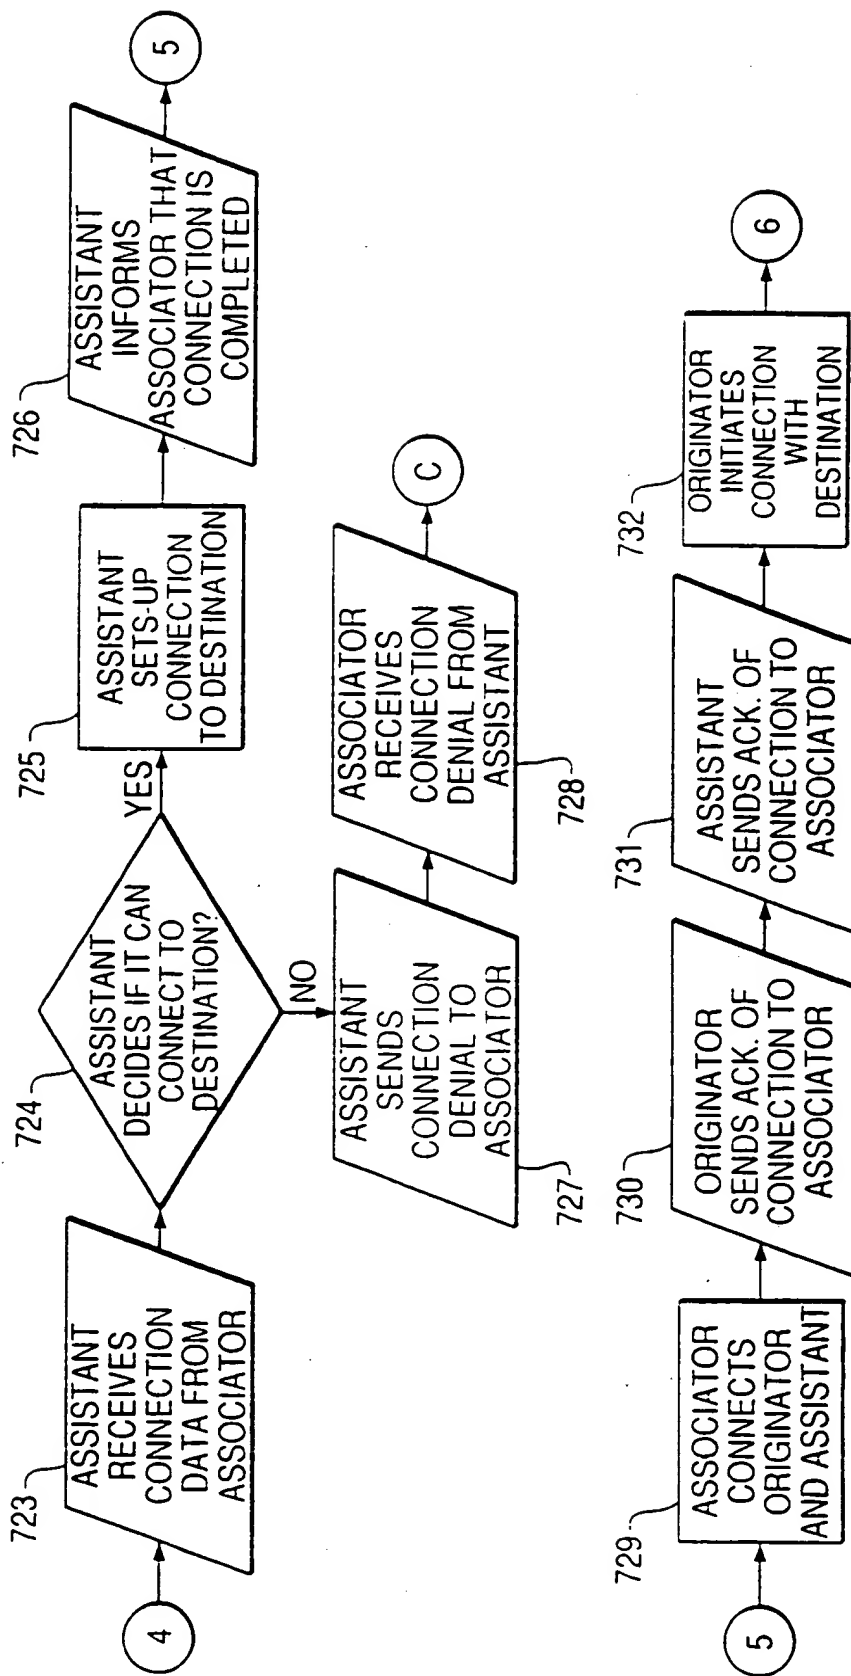 4
723
ASSISTANT
RECEIVES
CONNECTION
DATA FROM
ASSOCIATOR
724
ASSISTANT
DECIDES IF IT CAN
CONNECT TO
DESTINATION?
YES
NO
725
ASSISTANT
SETS-UP
CONNECTION
TO DESTINATION
726
ASSISTANT
INFORMS
ASSOCIATOR THAT
CONNECTION IS
COMPLETED
5
727
ASSISTANT
SENDS
CONNECTION
DENIAL TO
ASSOCIATOR
728
ASSOCIATOR
RECEIVES
CONNECTION
DENIAL FROM
ASSISTANT
C
5
729
ASSOCIATOR
CONNECTS
ORIGINATOR
AND ASSISTANT
730
ORIGINATOR
SENDS ACK. OF
CONNECTION TO
ASSOCIATOR
731
ASSISTANT
SENDS ACK. OF
CONNECTION TO
ASSOCIATOR
732
ORIGINATOR
INITIATES
CONNECTION
WITH
DESTINATION
6